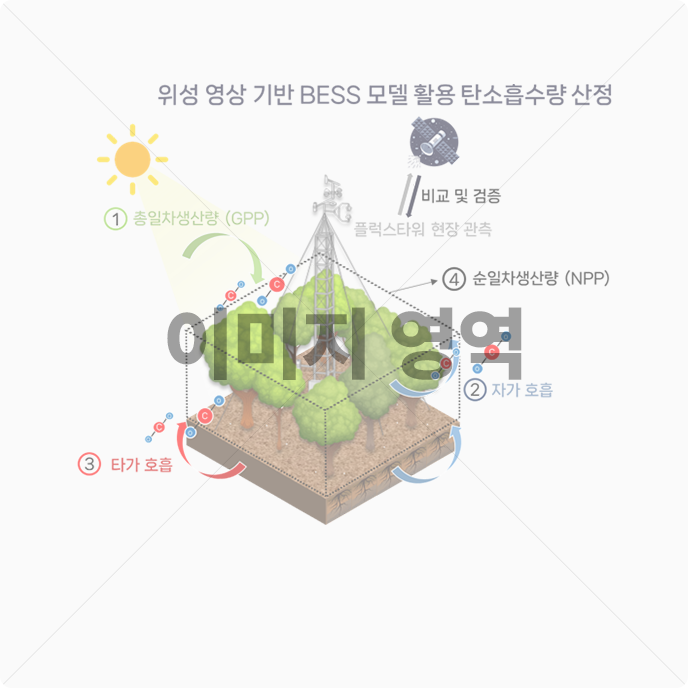 위성 영상 기반 BESS 모델 활용 탄소흡수량 산정
비교 및 검증
① 총일차생산량 (GPP)
플럭스타워 현장 관측
④ 순일차생산량 (NPP)
이미지 영역
② 자가 호흡
③ 타가 호흡
C
C
C
C
C
C